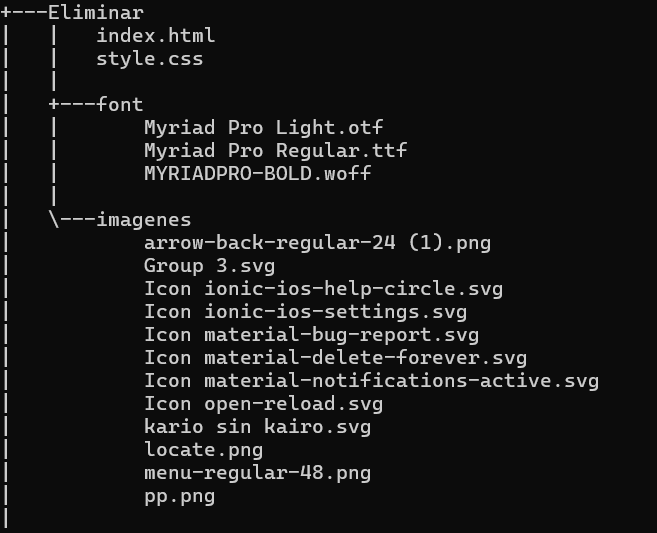 +---Eliminar
|   |   index.html
|   |   style.css
|   |
|   +---font
|   |       Myriad Pro Light.otf
|   |       Myriad Pro Regular.ttf
|   |       MYRIADPRO-BOLD.woff
|   |
|   \---imagenes
|           arrow-back-regular-24 (1).png
|           Group 3.svg
|           Icon ionic-ios-help-circle.svg
|           Icon ionic-ios-settings.svg
|           Icon material-bug-report.svg
|           Icon material-delete-forever.svg
|           Icon material-notifications-active.svg
|           Icon open-reload.svg
|           kario sin kairo.svg
|           locate.png
|           menu-regular-48.png
|           pp.png
|